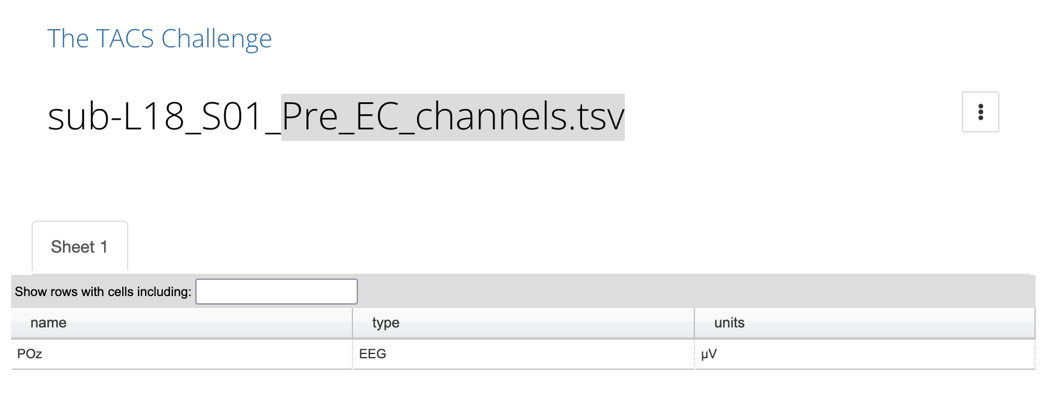 The TACS Challenge
sub-L18_S01_Pre_EC_channels.tsv
Sheet 1
Show rows with cells including:
name type units
POz EEG µV